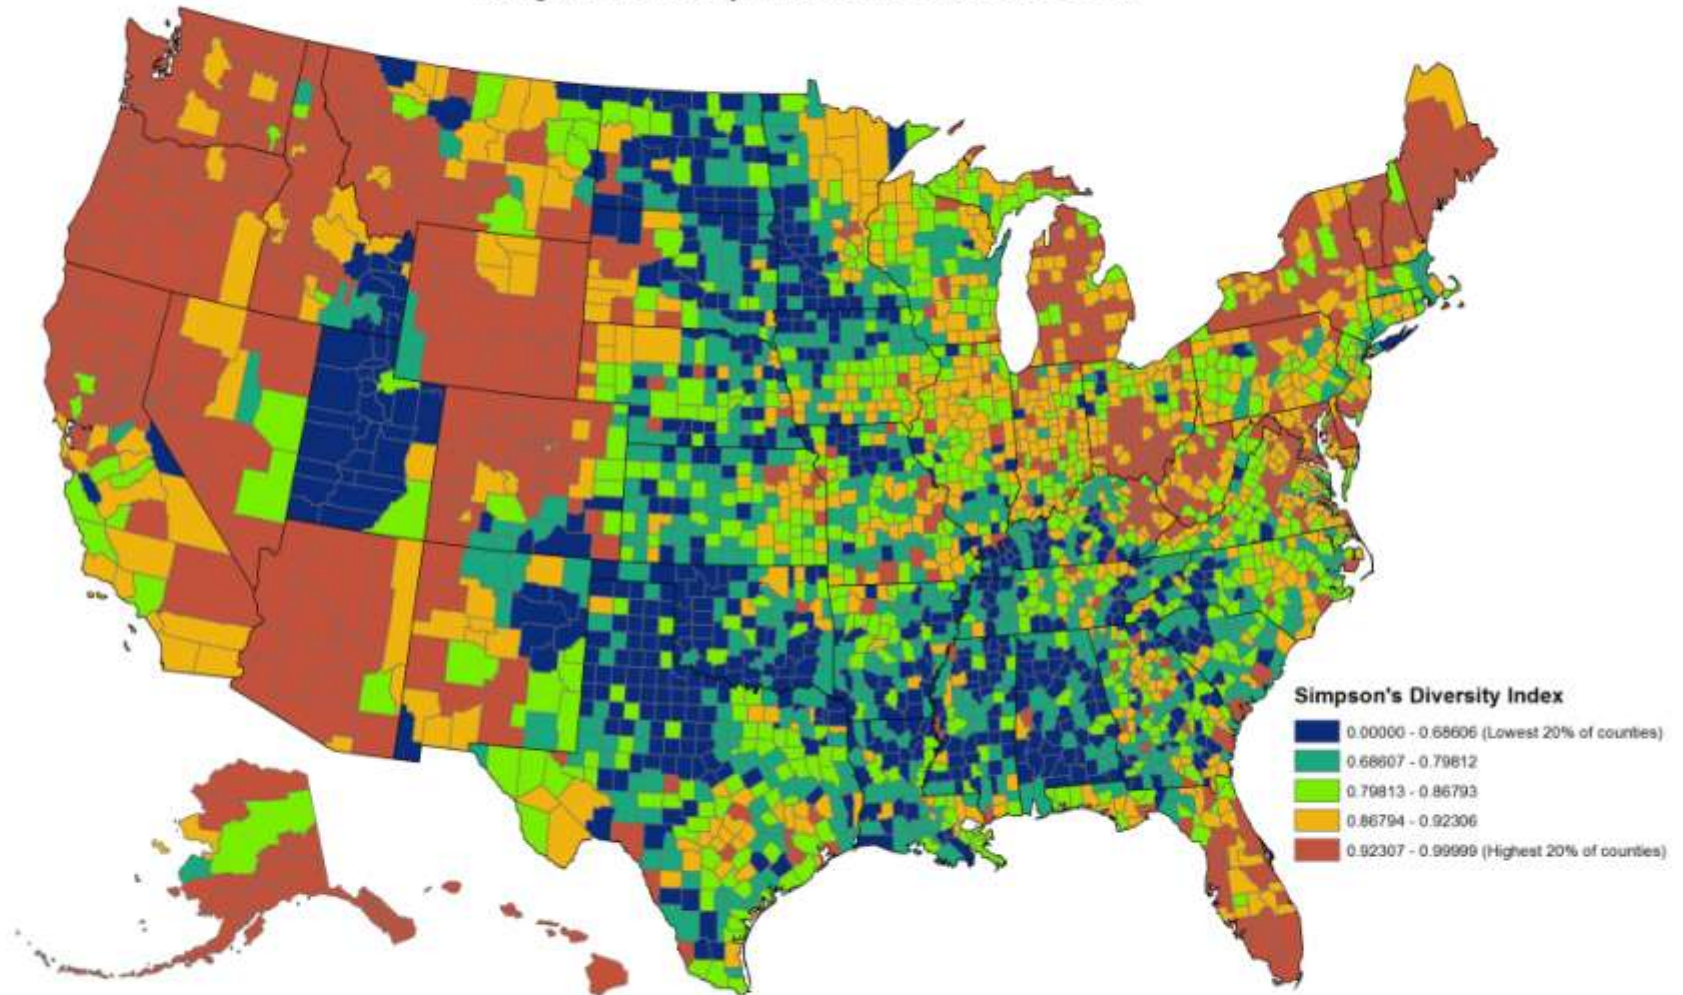 Simpson's Diversity Index
0.00000 - 0.68606 (Lowest 20% of counties)
0.68607 - 0.79812
0.79813 - 0.86793
0.86794 - 0.92306
0.92307 - 0.99999 (Highest 20% of counties)